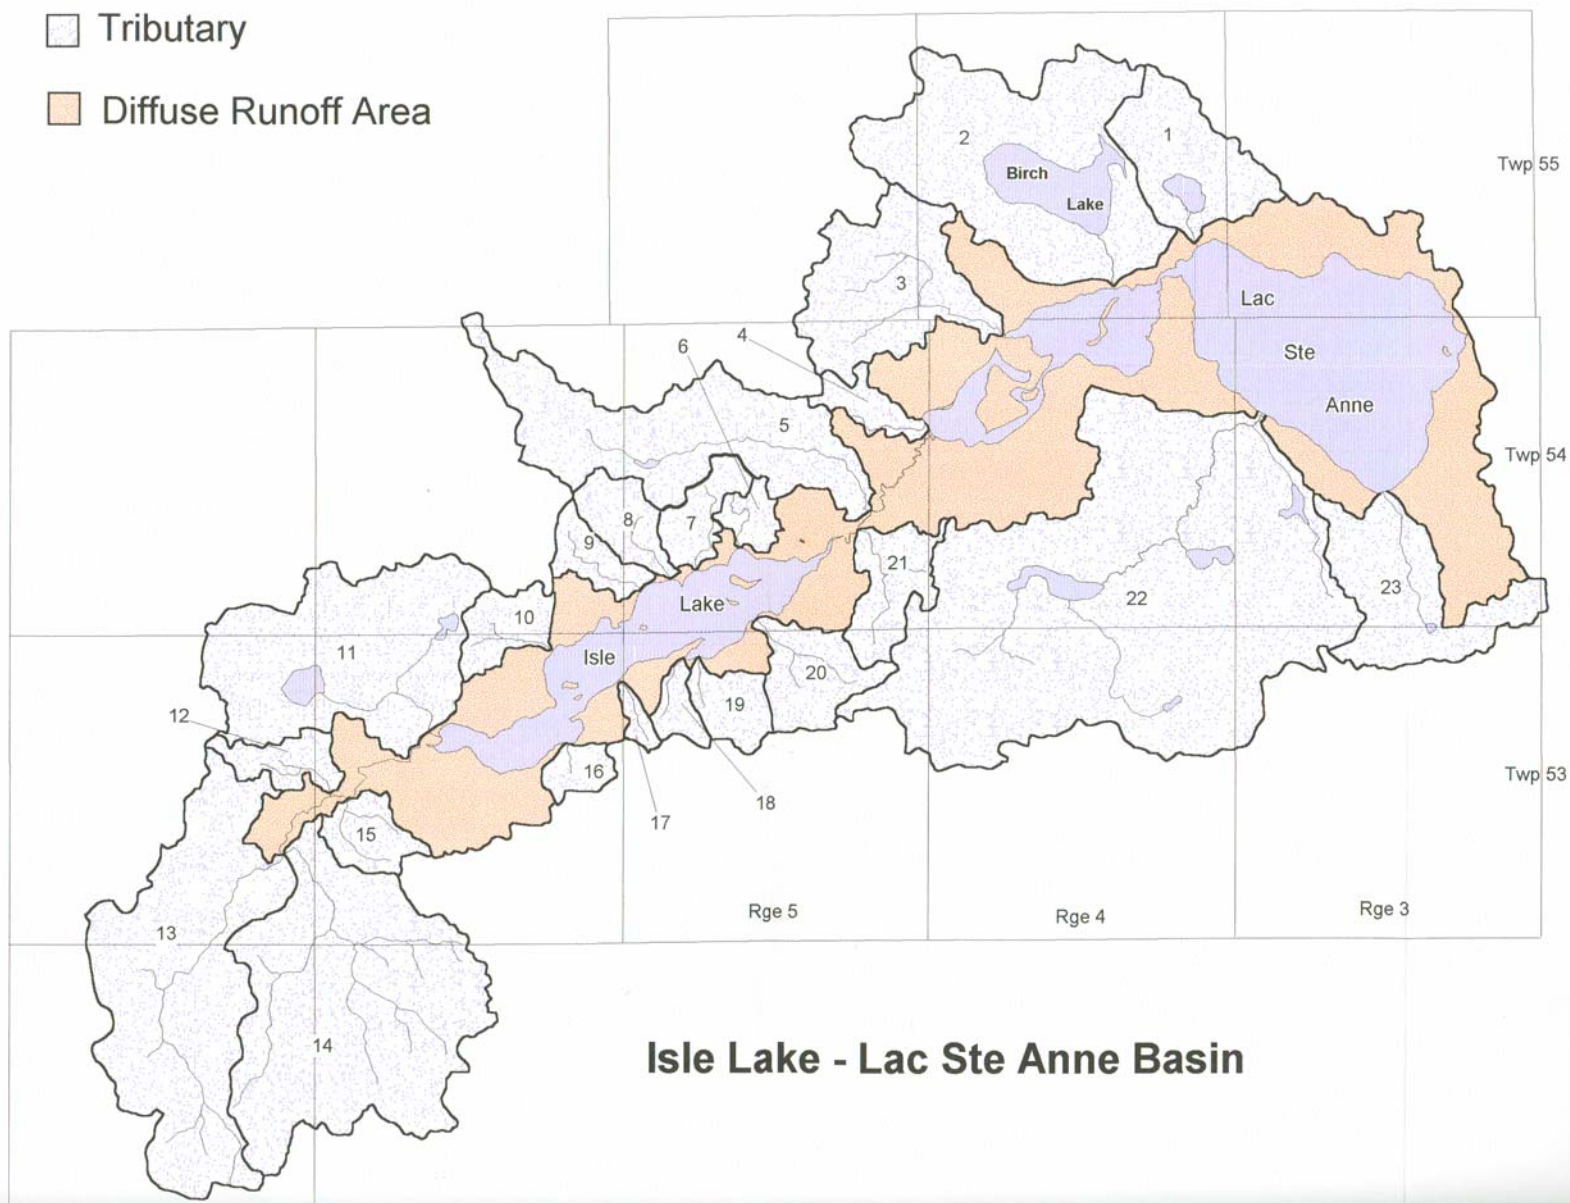 Tributary
Diffuse Runoff Area
2
1
Twp 55
Birch
Lake
3
Lac
4
6
Ste
Anne
5
Twp 54
8
7
9
21
23
22
Lake
10
11
Isle
20
19
12
16
Twp 53
18
17
15
Rge 5
Rge 4
Rge 3
13
14
Isle Lake - Lac Ste Anne Basin